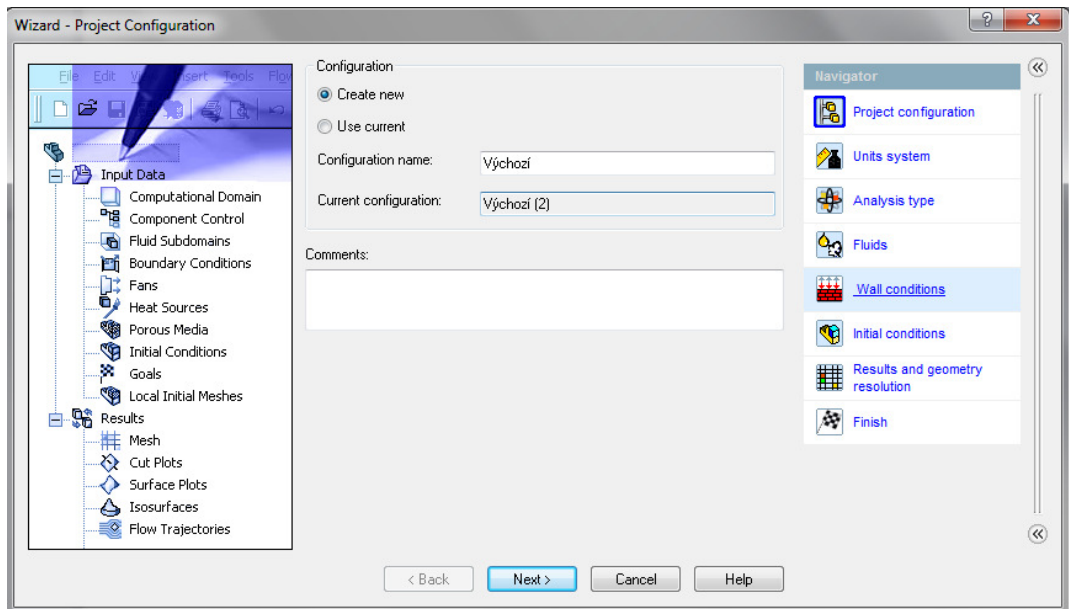 Wizard - Project Configuration
File Edit View Insert Tools Flow
Input Data
Computational Domain
Component Control
Fluid Subdomains
Boundary Conditions
Fans
Heat Sources
Porous Media
Initial Conditions
Goals
Local Initial Meshes
Results
Mesh
Cut Plots
Surface Plots
Isosurfaces
Flow Trajectories
Configuration
Create new
Use current
Configuration name:
Výchozí
Current configuration:
Výchozí (2)
Comments:
Navigator
Project configuration
Units system
Analysis type
Fluids
Wall conditions
Initial conditions
Results and geometry
resolution
Finish
< Back
Next >
Cancel
Help